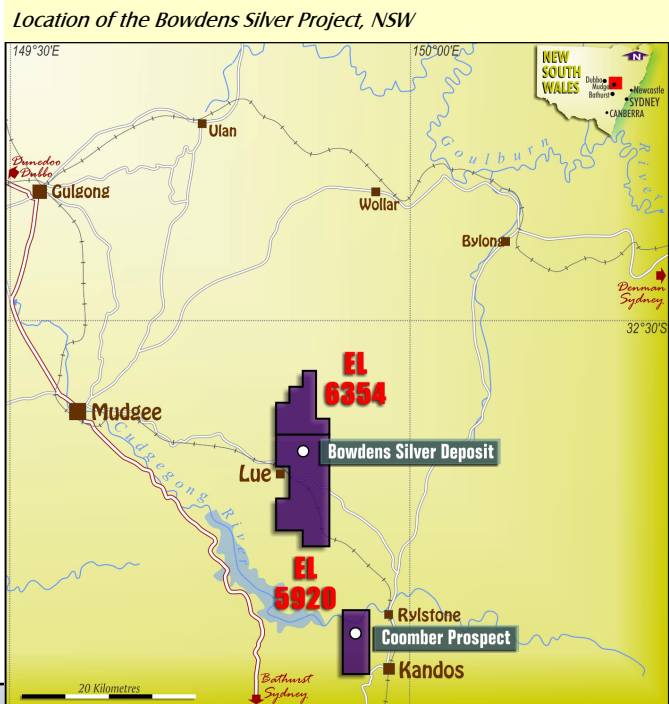 Location of the Bowdens Silver Project, NSW
149°30'E
150°00'E
NEW
SOUTH
WALES
N
Dubbo
Mudgee
Bathurst
Newcastle
SYDNEY
CANBERRA
Ulan
Goulburn
River
Dunedoo
Dubbo
Gulgong
Wollar
Bylong
Denman
Sydney
32°30'S
EL
6354
Mudgee
Cudgegong
River
Bowdens Silver Deposit
Lue
EL
5920
Rylstone
Coomber Prospect
Kandos
Bathurst
Sydney
20 Kilometres